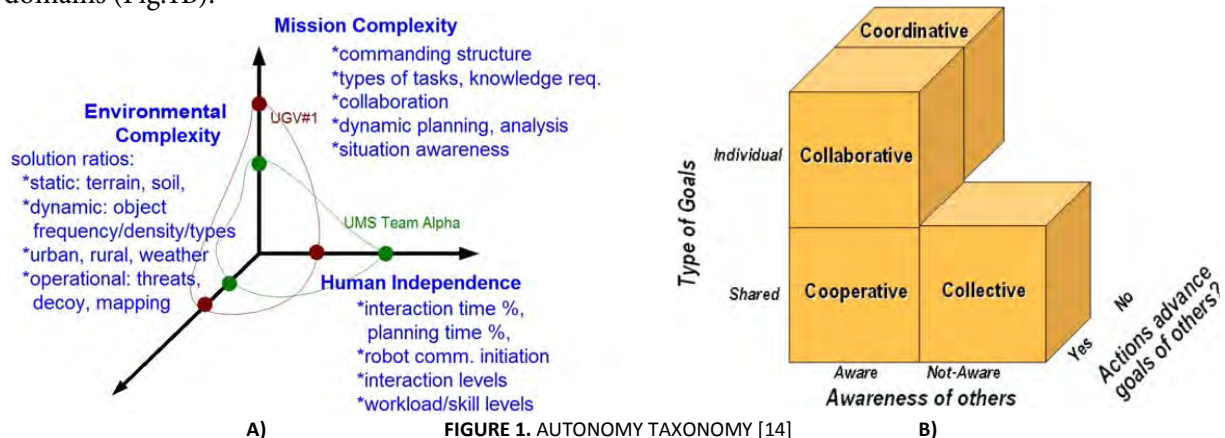 domains (Fig.1B).
Mission Complexity
*commanding structure
*types of tasks, knowledge req.
*collaboration
*dynamic planning, analysis
*situation awareness
Environmental
Complexity
solution ratios:
*static: terrain, soil,
*dynamic: object
frequency/density/types
*urban, rural, weather
*operational: threats,
decoy, mapping
UGV#1
UMS Team Alpha
Human Independence
*interaction time %,
planning time %,
*robot comm. initiation
*interaction levels
*workload/skill levels
A)
Coordinative
Collaborative
Cooperative
Collective
Type of Goals
Individual
Shared
Aware
Not-Aware
Awareness of others
Yes
No
Actions advance
goals of others?
FIGURE 1. AUTONOMY TAXONOMY [14]
B)